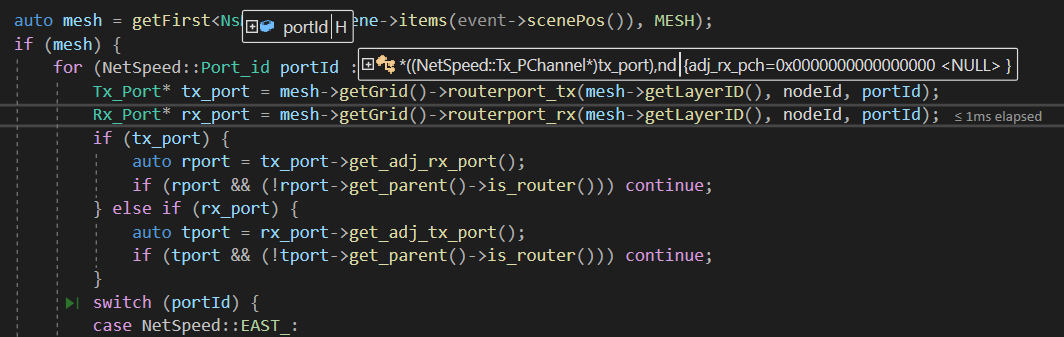 auto mesh = getFirst<Ns ene->items(event->scenePos()), MESH);
portId H
if (mesh) {
for (NetSpeed::Port_id portId :
*((NetSpeed::Tx_PChannel*)tx_port),nd {adj_rx_pch=0x0000000000000000 <NULL> }
Tx_Port* tx_port = mesh->getGrid()->routerport_tx(mesh->getLayerID(), nodeId, portId);
Rx_Port* rx_port = mesh->getGrid()->routerport_rx(mesh->getLayerID(), nodeId, portId); ≤ 1ms elapsed
if (tx_port) {
auto rport = tx_port->get_adj_rx_port();
if (rport && (!rport->get_parent()->is_router())) continue;
} else if (rx_port) {
auto tport = rx_port->get_adj_tx_port();
if (tport && (!tport->get_parent()->is_router())) continue;
}
switch (portId) {
case NetSpeed::EAST_: